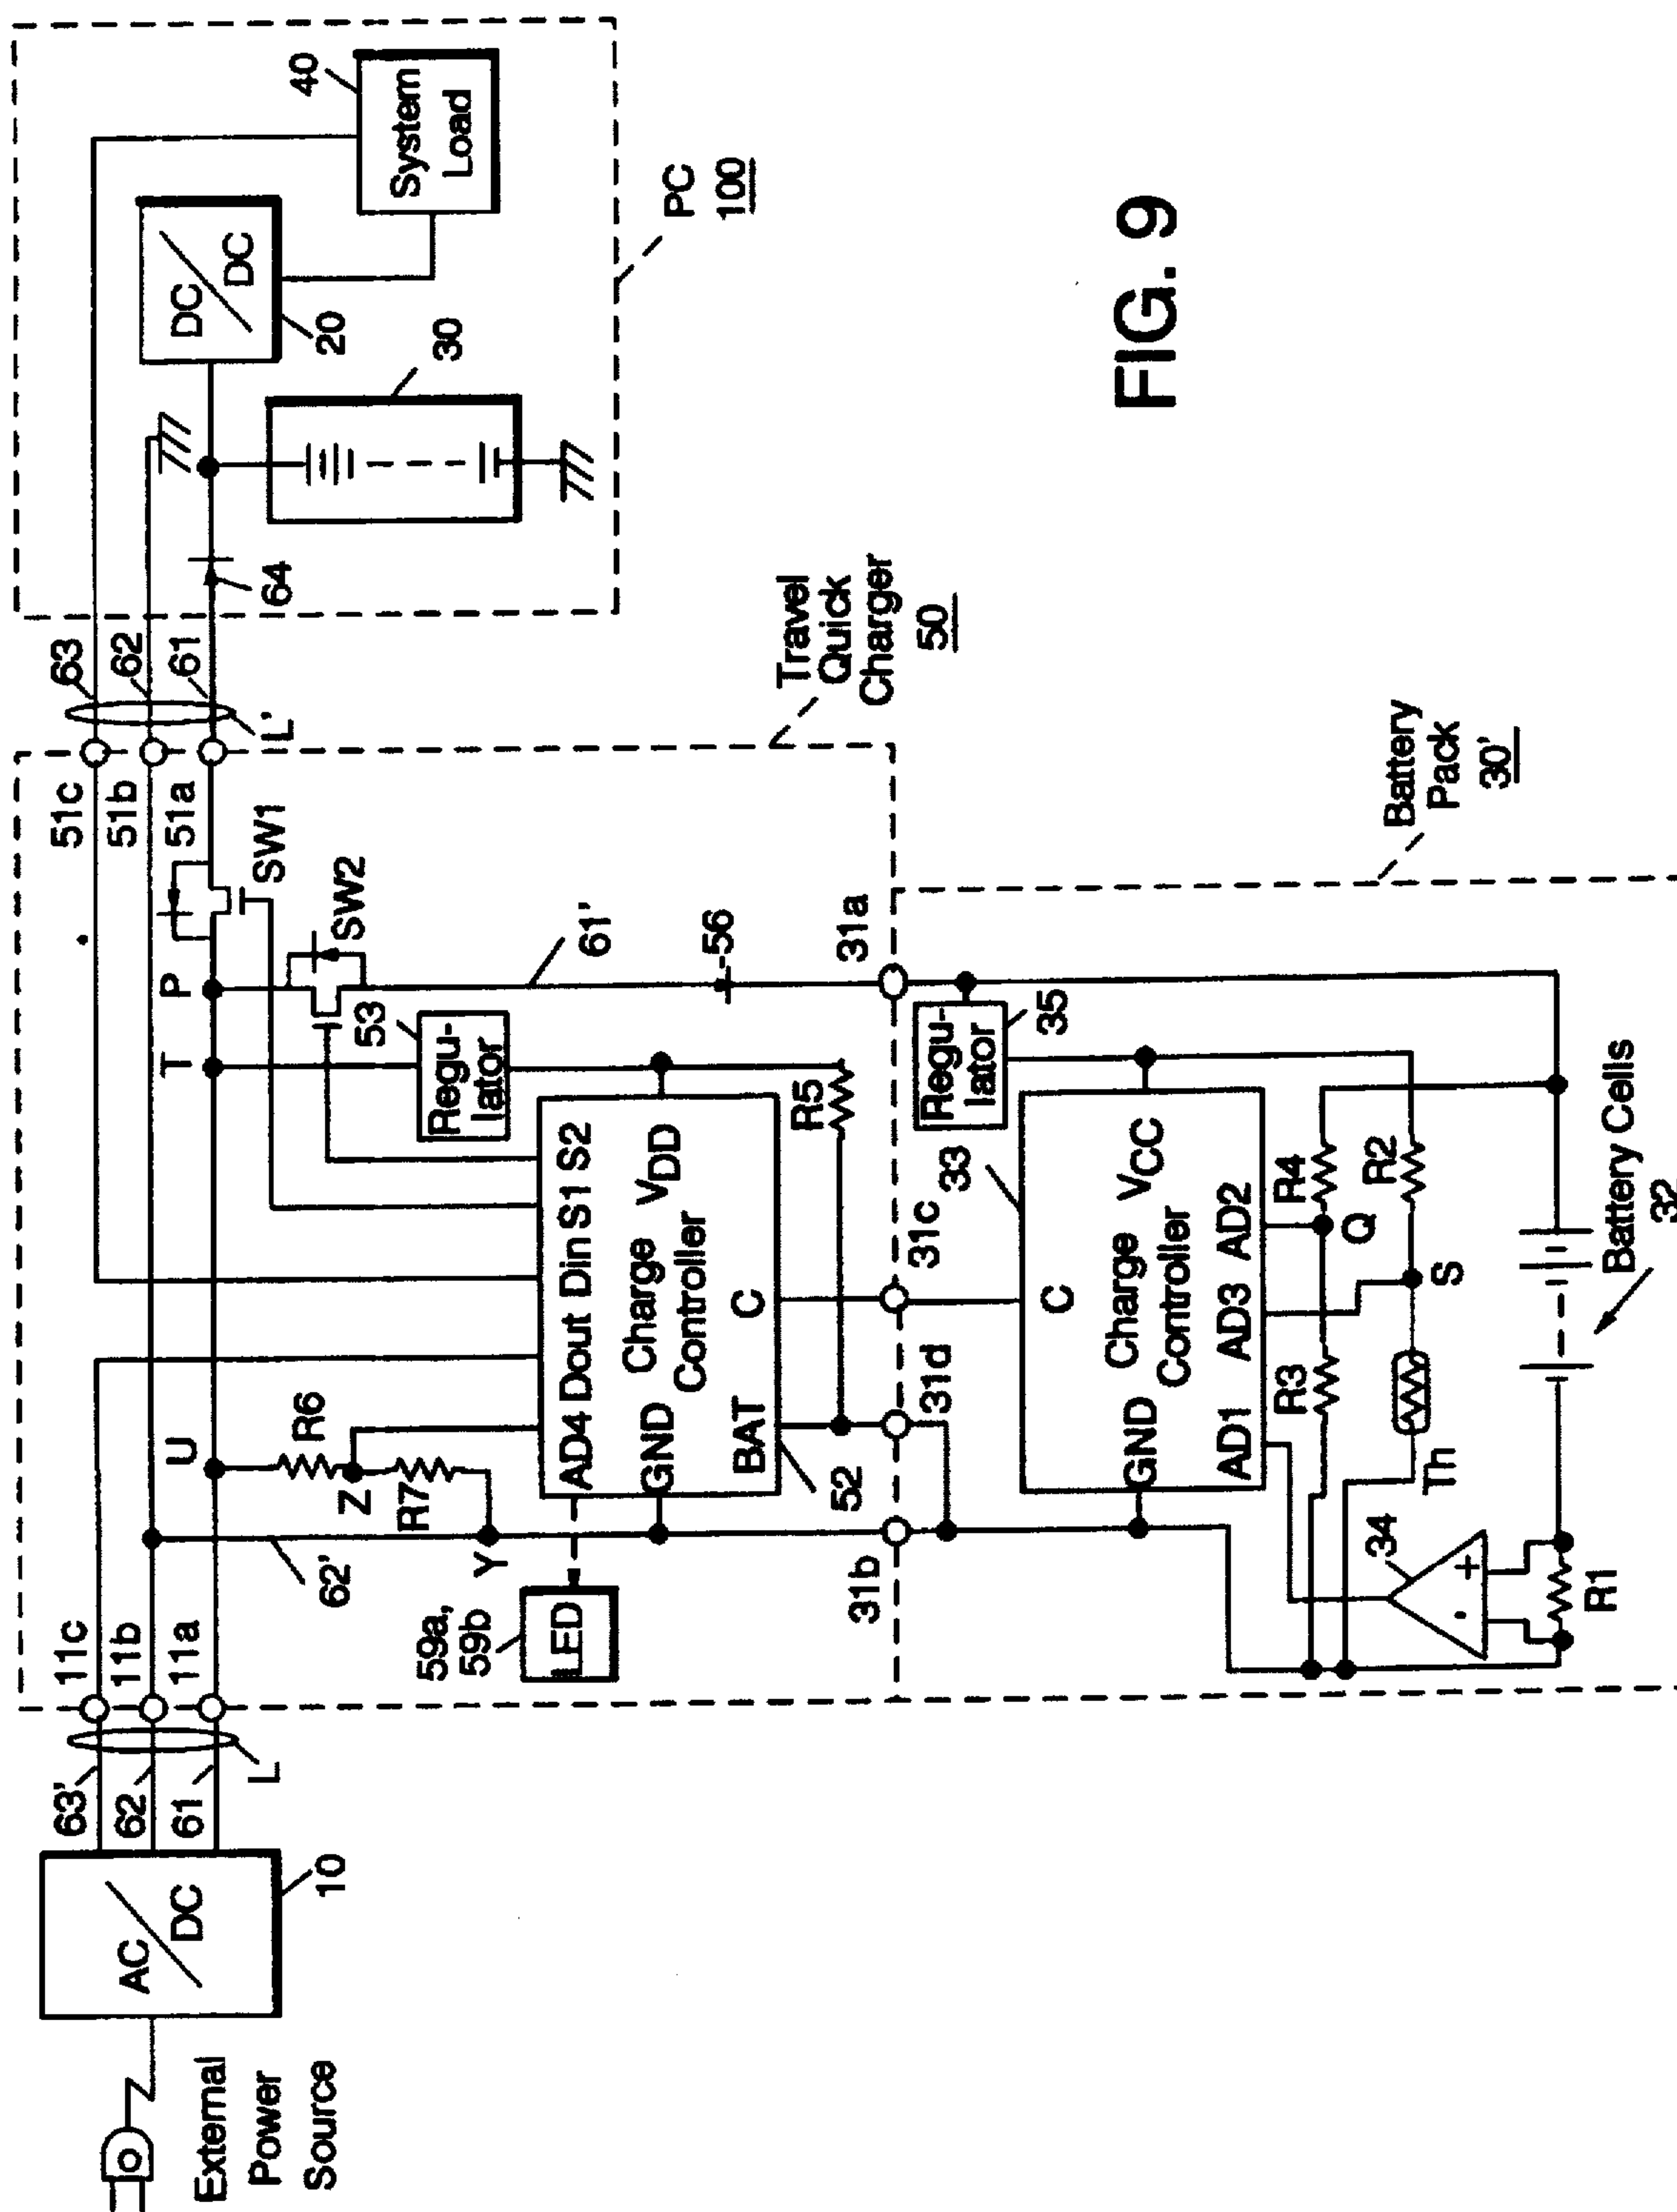 External
Power
Source
AC
DC
10
63'
62
61
L
11c
11b
11a
U
R6
Z
R7
Y
62'
59a,
59b
LED
T
P
SW1
SW2
61'
56
53
Regu-
lator
R5
AD4 Dout Din S1 S2
Charge
Controller
VDD
GND
BAT
C
52
51c
51b
51a
63
62
61
L'
Travel
Quick
Charger
50
64
30
DC
DC
20
System
Load
40
PC
100
31a
31b
31c
31d
Regu-
lator
35
33
C
Charge
Controller
VCC
GND
AD1 AD3 AD2
34
-
+
R1
R3
R4
Q
R2
S
Th
Battery Cells
32
Battery
Pack
30'
FIG. 9